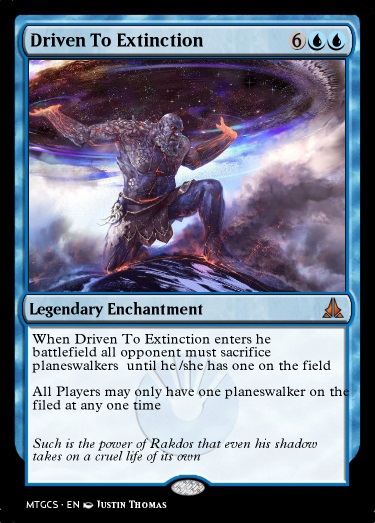 Driven To Extinction 6
Legendary Enchantment
When Driven To Extinction enters he
battlefield all opponent must sacrifice
planeswalkers until he /she has one on the field
All Players may only have one planeswalker on the
filed at any one time
Such is the power of Rakdos that even his shadow
takes on a cruel life of its own
MTGCS · EN Justin Thomas